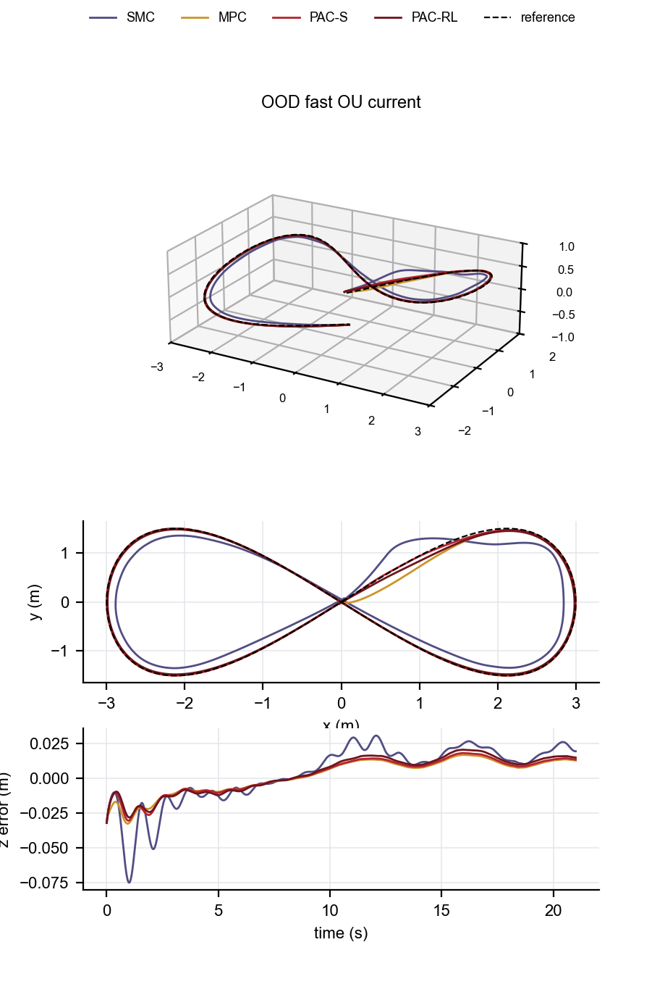 SMC MPC PAC-S PAC-RL reference
OOD fast OU current
1.0
0.5
0.0
−0.5
−1.0
−3 −2 −1 0 1 2 3
−2 −1 0 1 2
y (m)
1
0
−1
−3 −2 −1 0 1 2 3
x (m)
z error (m)
0.025
0.000
−0.025
−0.050
−0.075
0 5 10 15 20
time (s)